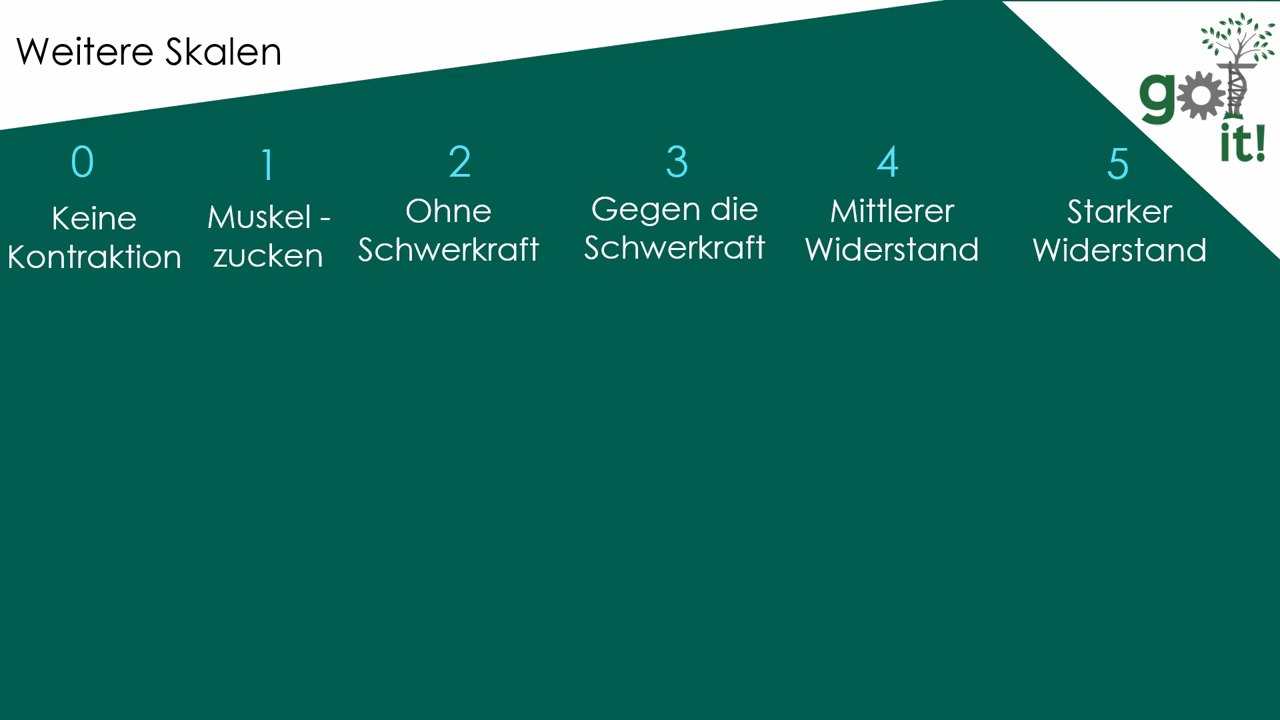 Weitere Skalen
go it!
0
Keine
Kontraktion
1
Muskel -
zucken
2
Ohne
Schwerkraft
3
Gegen die
Schwerkraft
4
Mittlerer
Widerstand
5
Starker
Widerstand